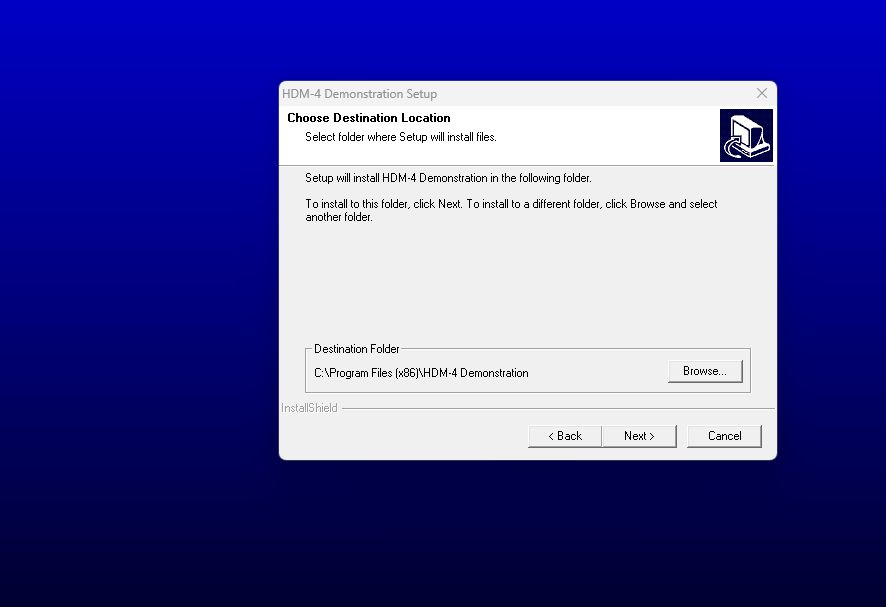 HDM-4 Demonstration Setup
Choose Destination Location
Select folder where Setup will install files.
Setup will install HDM-4 Demonstration in the following folder.
To install to this folder, click Next. To install to a different folder, click Browse and select
another folder.
Destination Folder
C:\Program Files (x86)\HDM-4 Demonstration
Browse...
InstallShield
< Back
Next >
Cancel